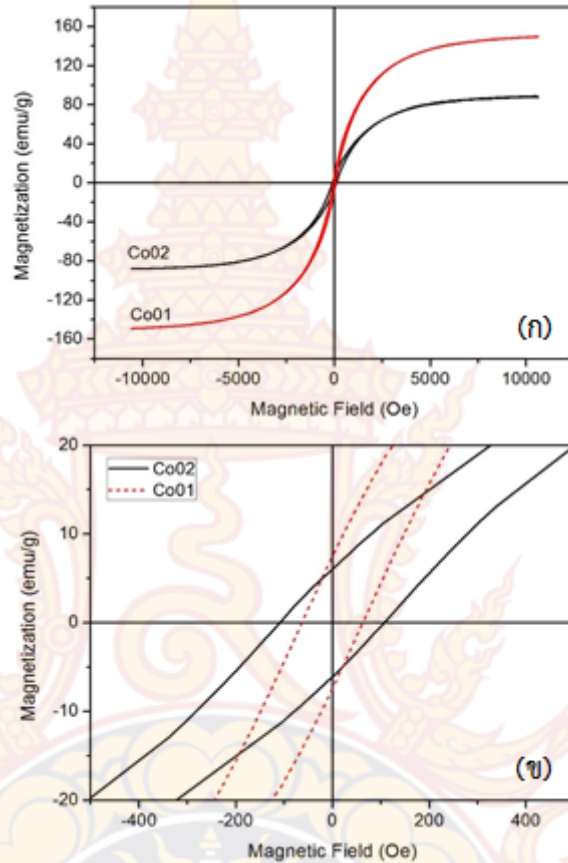 Magnetization (emu/g)
160
120
80
40
0
-40
-80
-120
-160
Co02
Co01
(ก)
-10000 -5000 0 5000 10000
Magnetic Field (Oe)
Magnetization (emu/g)
20
10
0
-10
-20
Co02
Co01
(ข)
-400 -200 0 200 400
Magnetic Field (Oe)